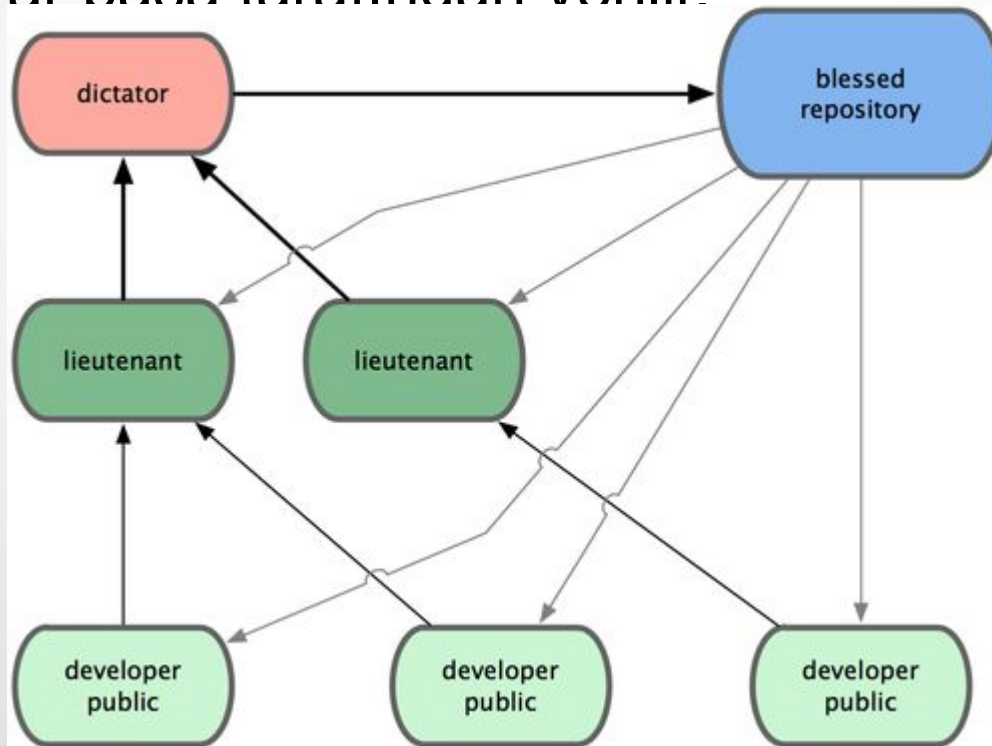 dictator
blessed
repository
lieutenant
lieutenant
developer
public
developer
public
developer
public